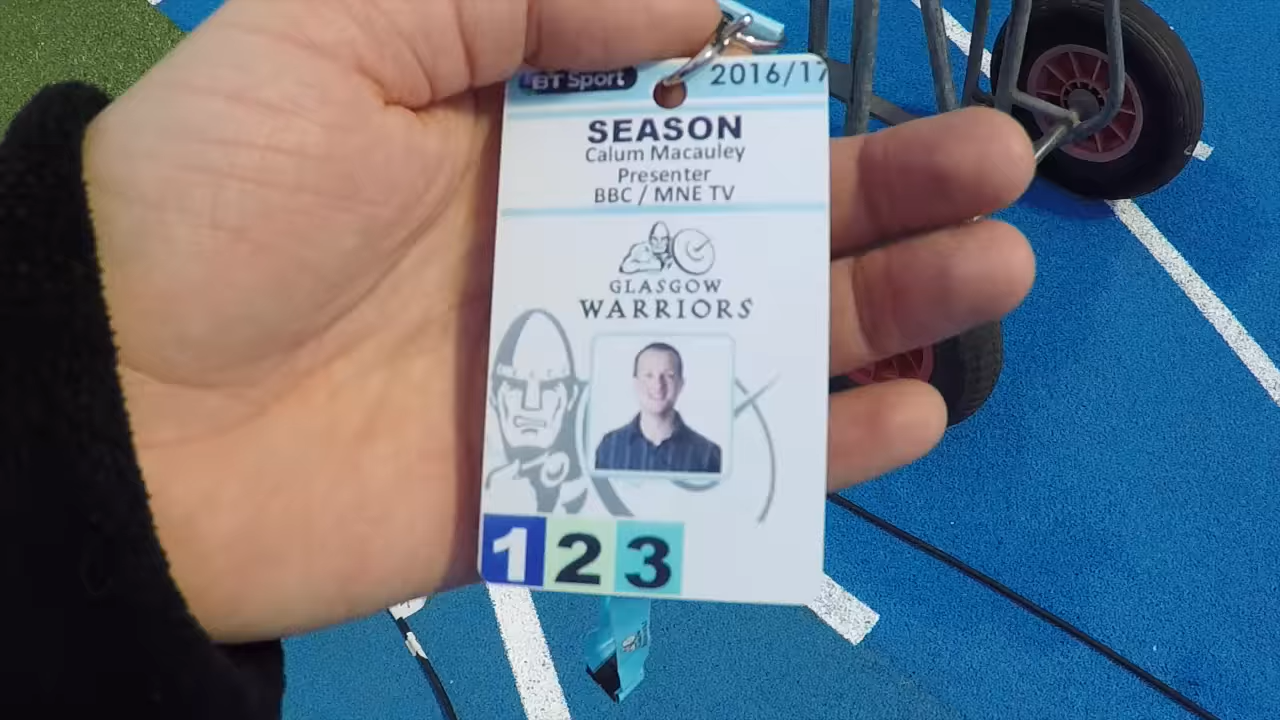 BT Sport
2016/17
SEASON
Calum Macauley
Presenter
BBC / MNE TV
GLASGOW
WARRIORS
1 2 3